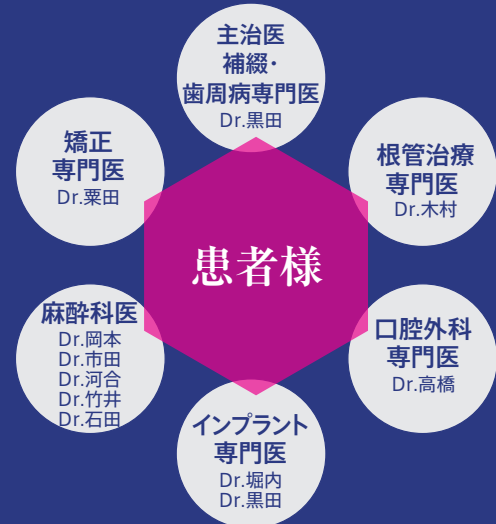 主治医
補綴・
歯周病専門医
Dr.黒田
矯正
専門医
Dr.粟田
根管治療
専門医
Dr.木村
患者様
麻酔科医
Dr.岡本
Dr.市田
Dr.河合
Dr.竹井
Dr.石田
口腔外科
専門医
Dr.高橋
インプラント
専門医
Dr.堀内
Dr.黒田